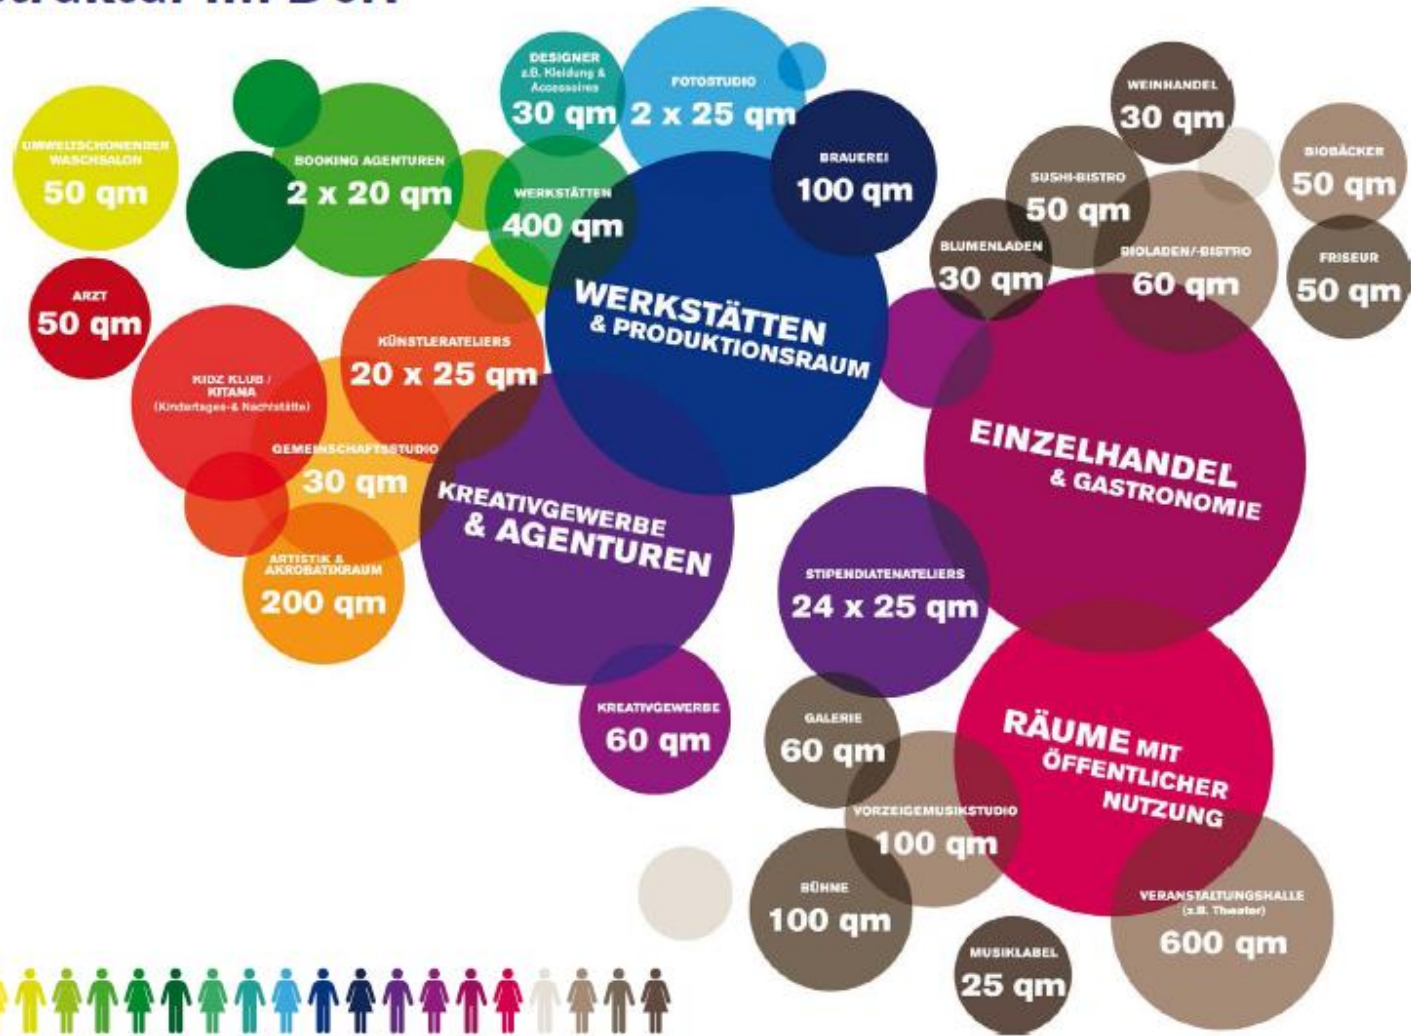 im Dorf
DESIGNER
z.B. Kleidung &
Accessoires
30 qm
FOTOSTUDIO
2 x 25 qm
WEINHANDEL
30 qm
UMWELTSCHONENDER
WASCHSALON
50 qm
BOOKING AGENTUREN
2 x 20 qm
WERKSTÄTTEN
400 qm
BRAUEREI
100 qm
SUSHI-BISTRO
50 qm
BIOBÄCKER
50 qm
BLUMENLADEN
30 qm
BIOLADEN/-BISTRO
60 qm
FRISEUR
50 qm
ARZT
50 qm
KÜNSTLERATELIERS
20 x 25 qm
WERKSTÄTTEN
& PRODUKTIONSRAUM
KIDZ KLUB /
KITANA
(Kindertages-& Nachtstätte)
GEMEINSCHAFTSSTUDIO
30 qm
KREATIVGEWERBE
& AGENTUREN
EINZELHANDEL
& GASTRONOMIE
ARTISTIK &
AKROBATIKRAUM
200 qm
STIPENDIATENATELIERS
24 x 25 qm
KREATIVGEWERBE
60 qm
GALERIE
60 qm
RÄUME MIT
ÖFFENTLICHER
NUTZUNG
VORZEIGEMUSIKSTUDIO
100 qm
BÜHNE
100 qm
VERANSTALTUNGSHALLE
(z.B. Theater)
600 qm
MUSIKLABEL
25 qm